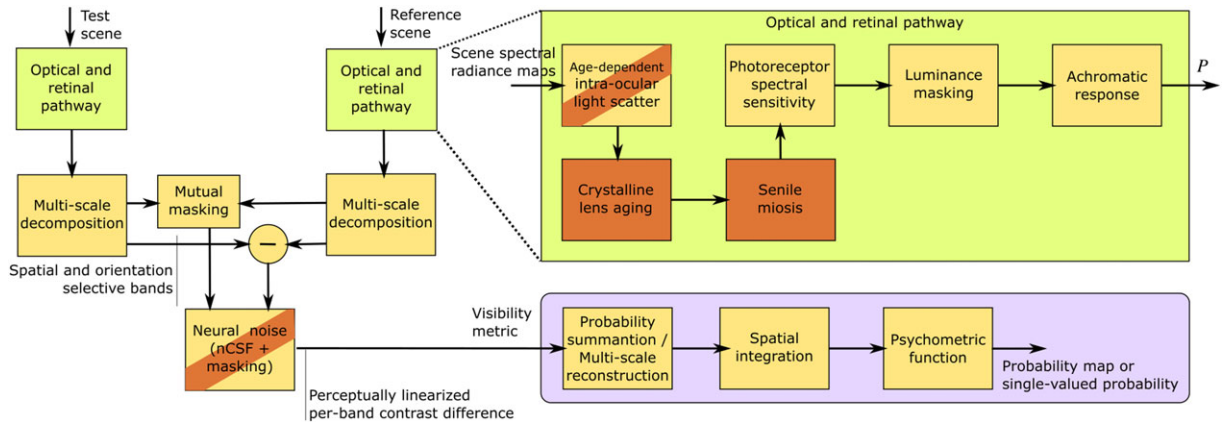 Test
scene
Reference
scene
Optical and
retinal
pathway
Optical and
retinal
pathway
Multi-scale
decomposition
Mutual
masking
Multi-scale
decomposition
Spatial and orientation
selective bands
Neural noise
(nCSF +
masking)
Perceptually linearized
per-band contrast difference
Optical and retinal pathway
Scene spectral
radiance maps
Age-dependent
intra-ocular
light scatter
Photoreceptor
spectral
sensitivity
Luminance
masking
Achromatic
response
P
Crystalline
lens aging
Senile
miosis
Visibility
metric
Probability
summantion /
Multi-scale
reconstruction
Spatial
integration
Psychometric
function
Probability map or
single-valued probability